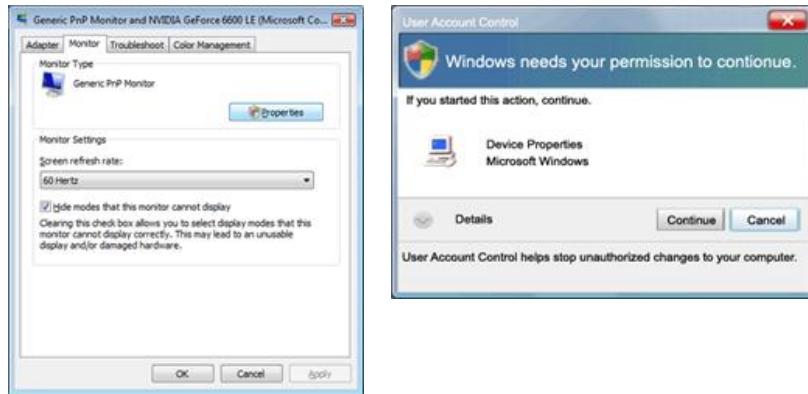 Generic PnP Monitor and NVIDIA GeForce 6600 LE (Microsoft Co...
Adapter Monitor Troubleshoot Color Management
Monitor Type
Generic PnP Monitor
Properties
Monitor Settings
Screen refresh rate:
60 Hertz
Hide modes that this monitor cannot display
Clearing this check box allows you to select display modes that this
monitor cannot display correctly. This may lead to an unusable
display and/or damaged hardware.
OK Cancel Apply
User Account Control
Windows needs your permission to contionue.
If you started this action, continue.
Device Properties
Microsoft Windows
Details Continue Cancel
User Account Control helps stop unauthorized changes to your computer.